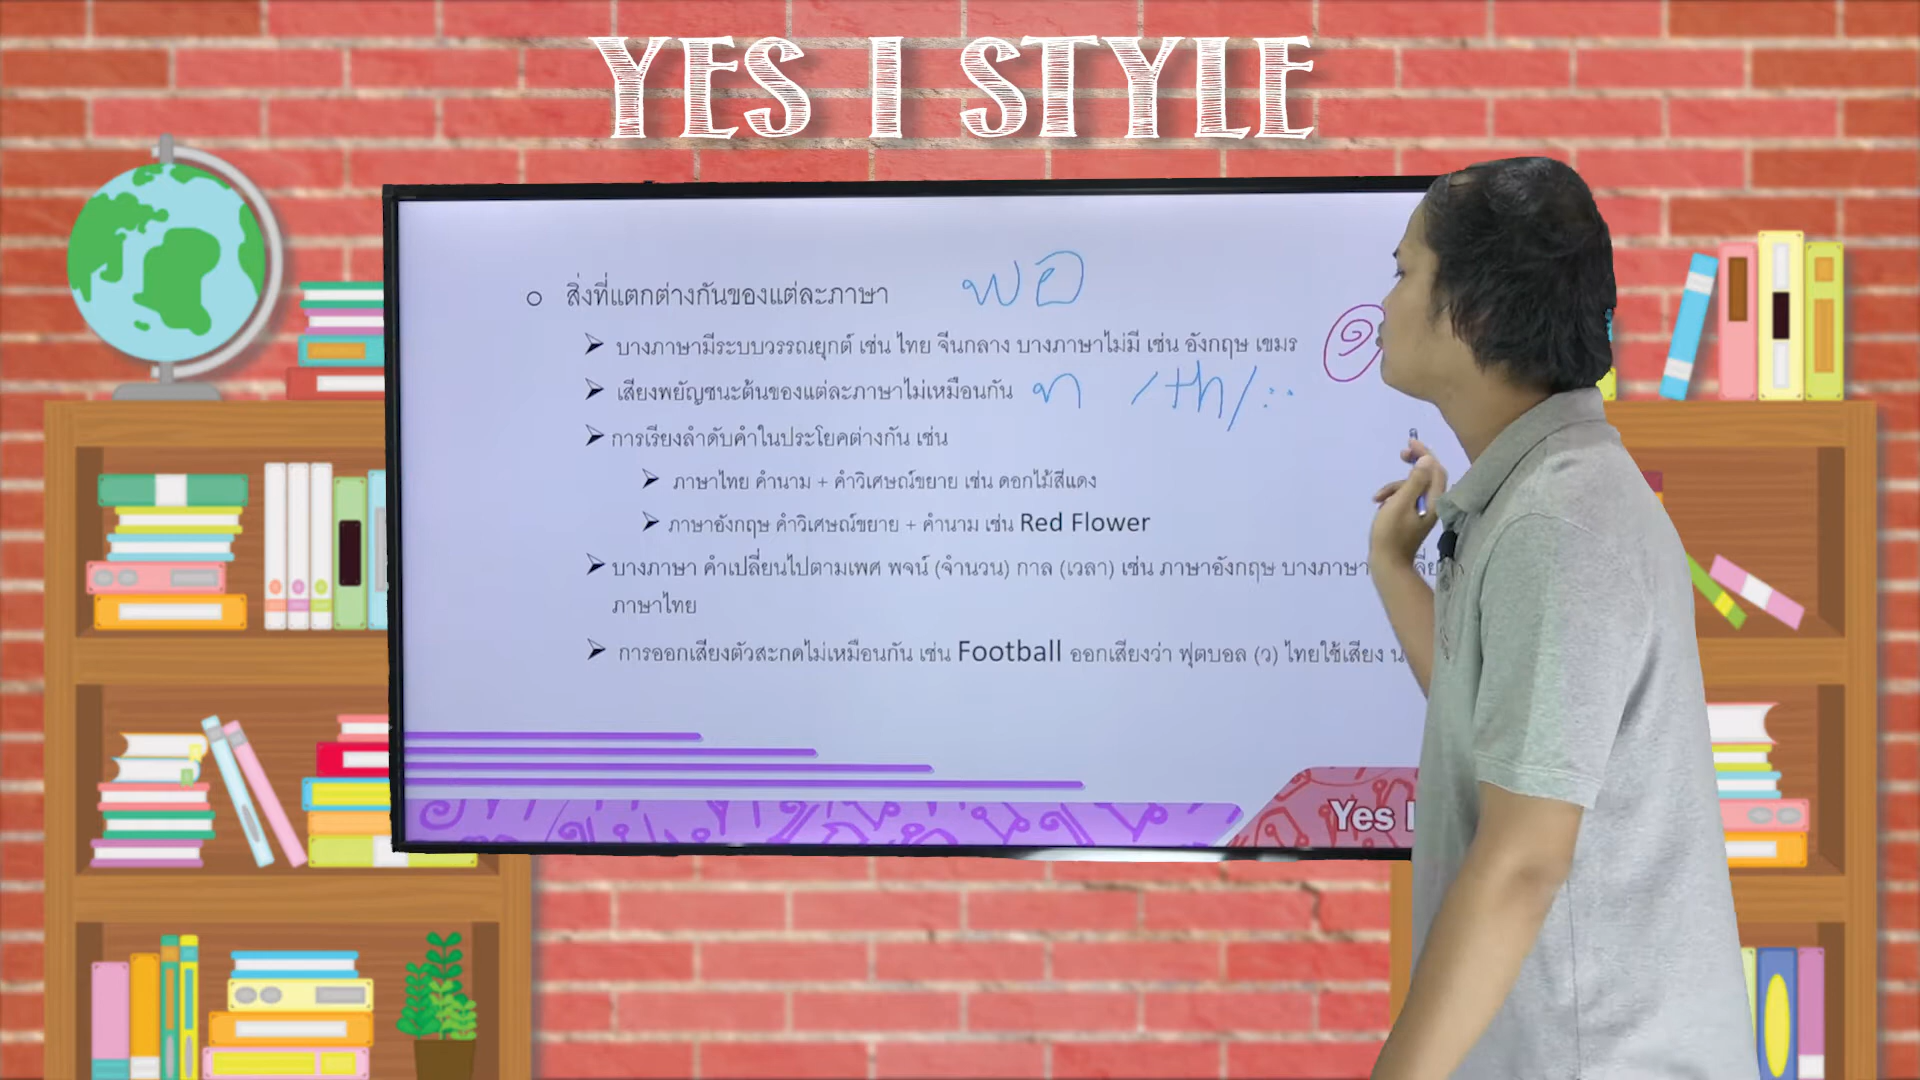 YES I STYLE
สิ่งที่แตกต่างกันของแต่ละภาษา พอ
บางภาษามีระบบวรรณยุกต์ เช่น ไทย จีนกลาง บางภาษาไม่มี เช่น อังกฤษ เขมร
เสียงพยัญชนะต้นของแต่ละภาษาไม่เหมือนกัน ท /th/
การเรียงลำดับคำในประโยคต่างกัน เช่น
ภาษาไทย คำนาม + คำวิเศษณ์ขยาย เช่น ดอกไม้สีแดง
ภาษาอังกฤษ คำวิเศษณ์ขยาย + คำนาม เช่น Red Flower
บางภาษา คำเปลี่ยนไปตามเพศ พจน์ (จำนวน) กาล (เวลา) เช่น ภาษาอังกฤษ บางภาษา
ภาษาไทย
การออกเสียงตัวสะกดไม่เหมือนกัน เช่น Football ออกเสียงว่า ฟุตบอล (ว) ไทยใช้เสียง น
Yes I